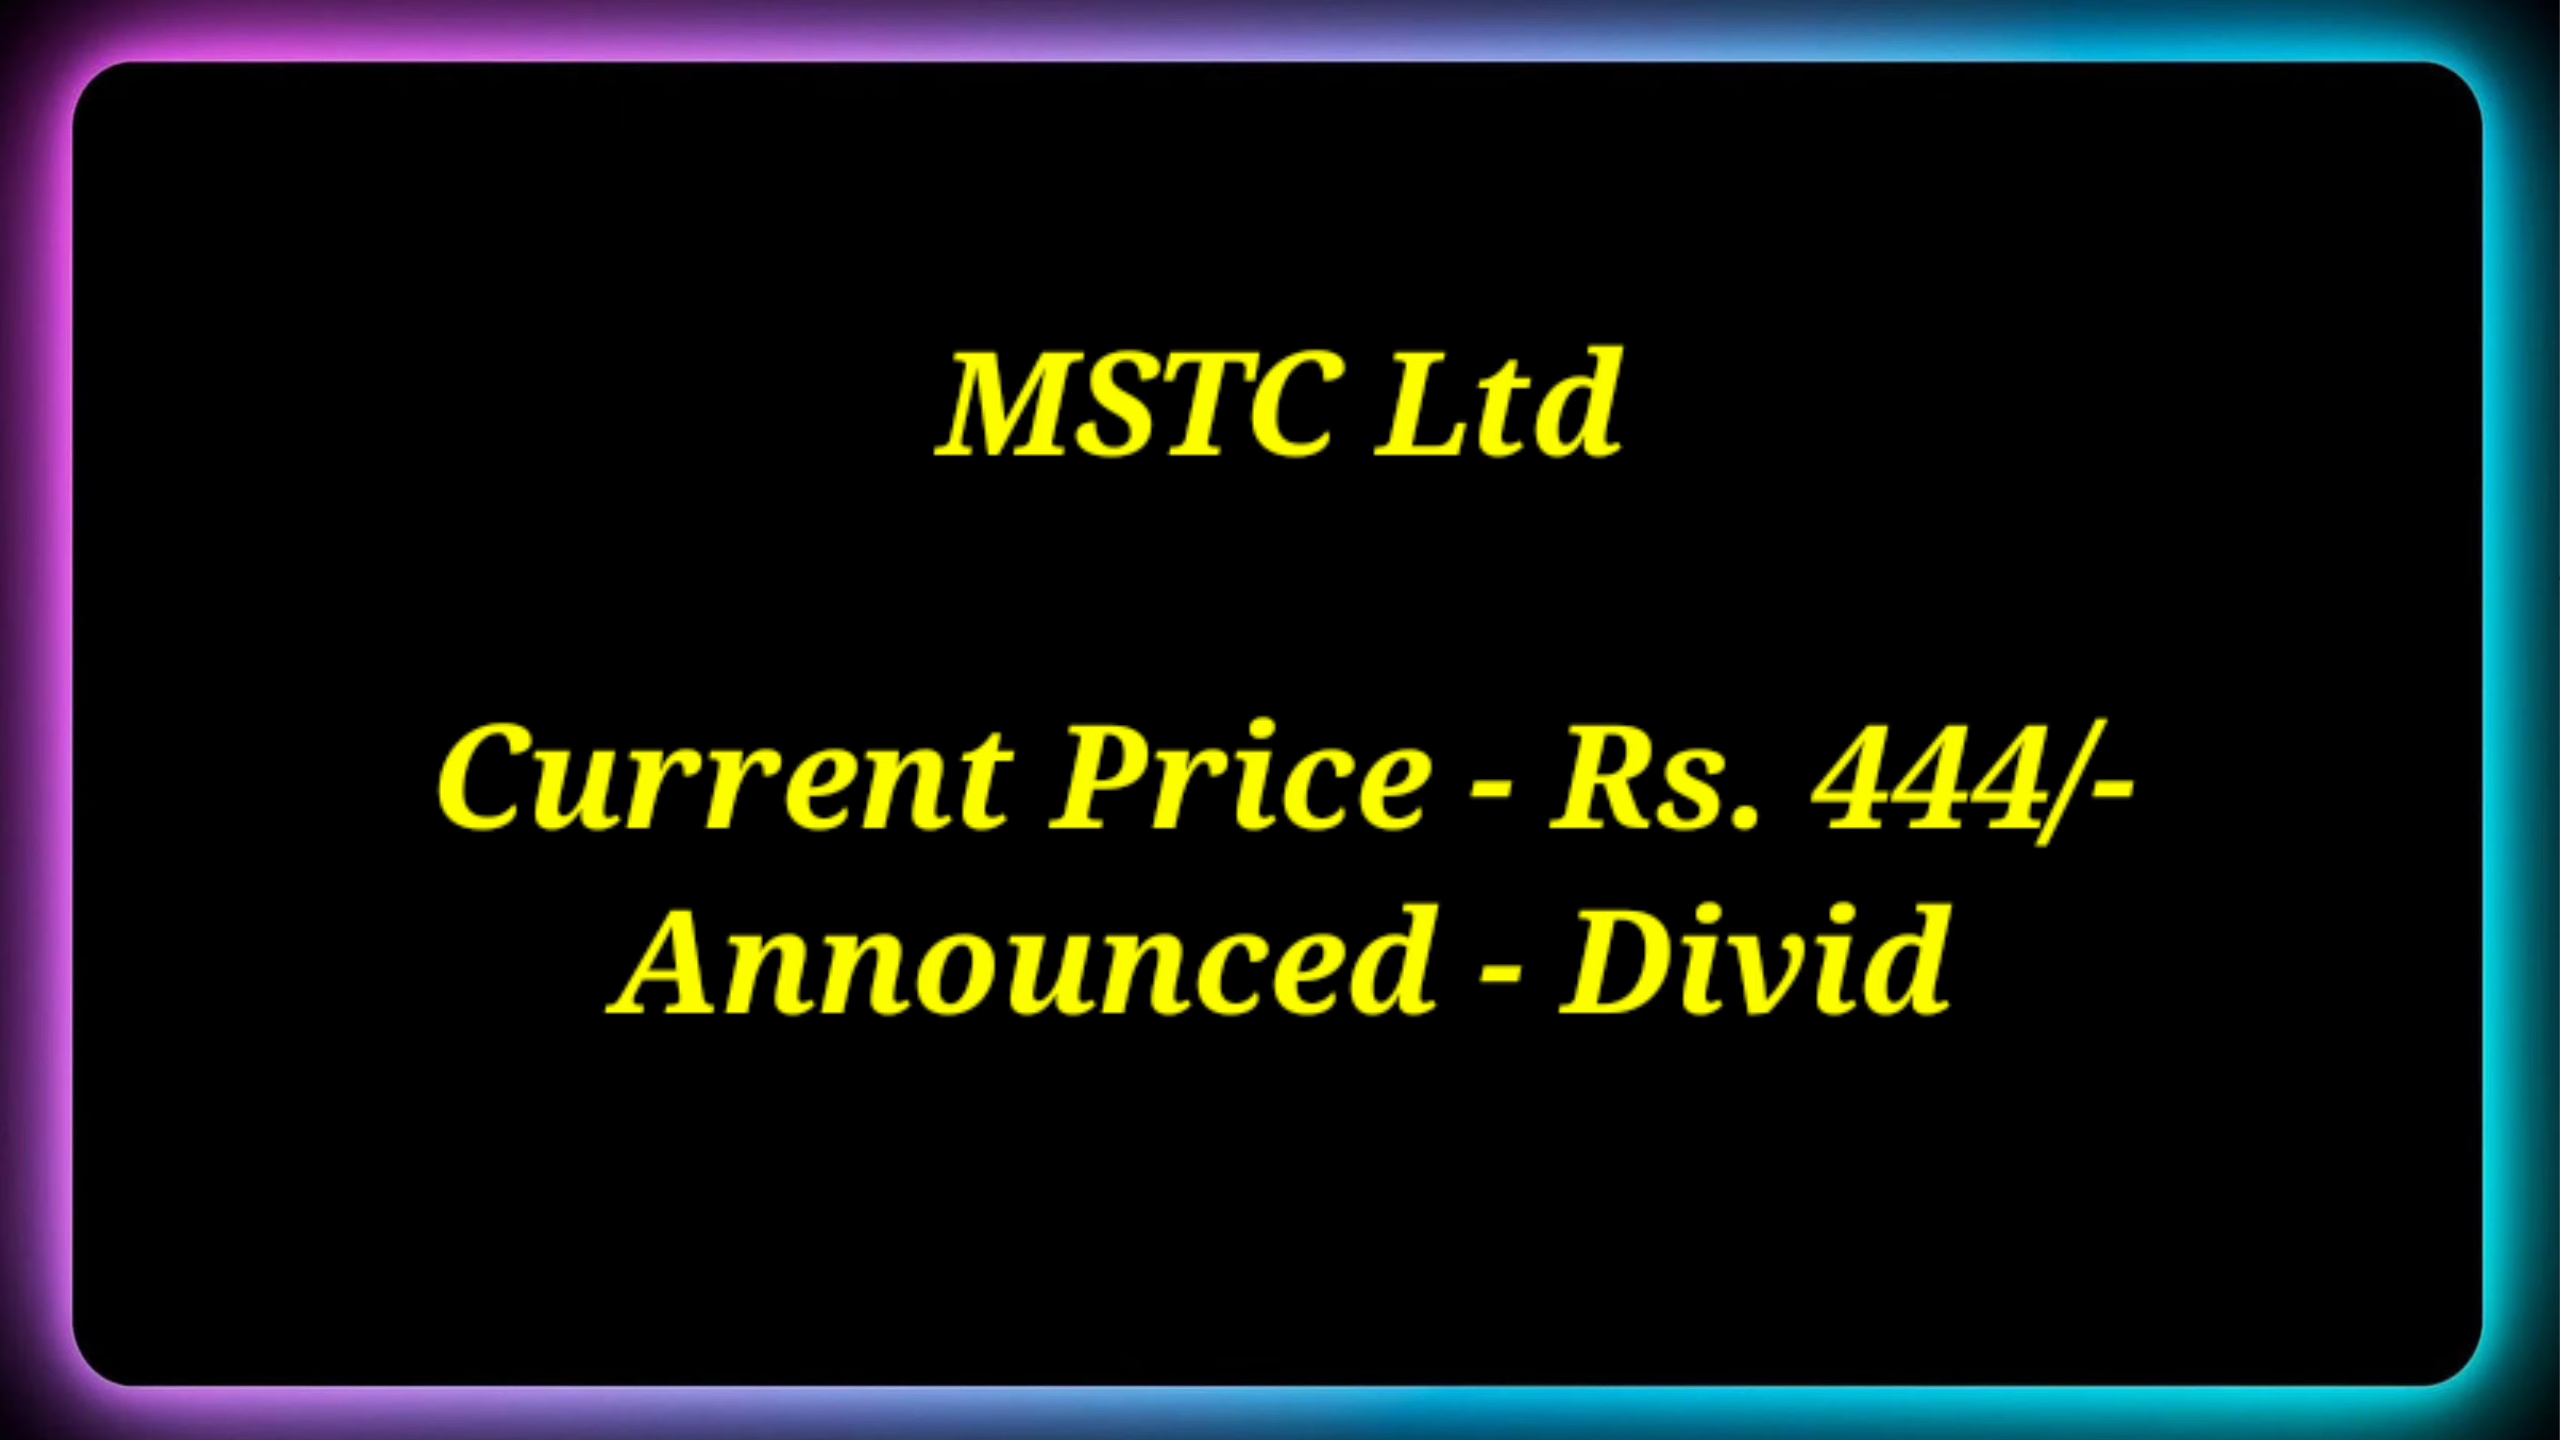 MSTC Ltd
Current Price - Rs. 444/-
Announced - Divid